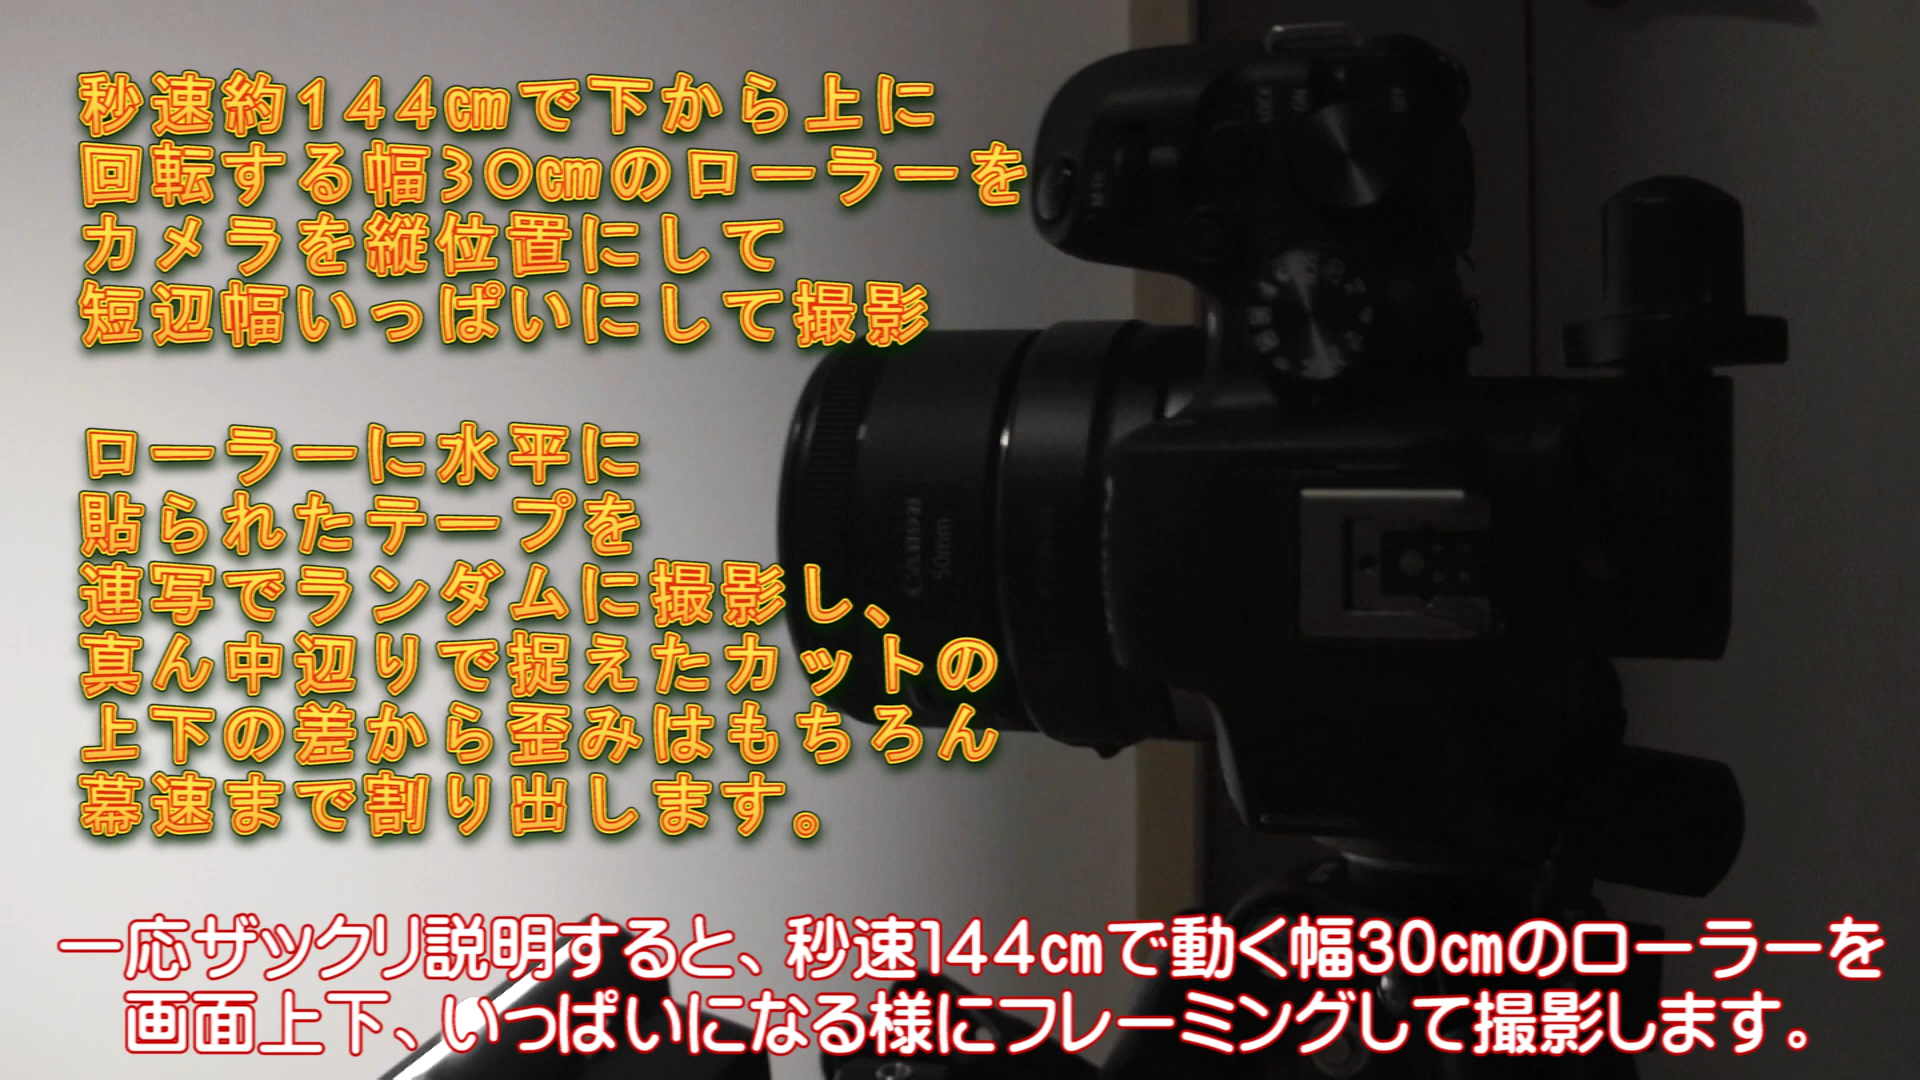 秒速約144㎝で下から上に
回転する幅30㎝のローラーを
カメラを縦位置にして
短辺幅いっぱいにして撮影
ローラーに水平に
貼られたテープを
連写でランダムに撮影し、
真ん中辺りで捉えたカットの
上下の差から歪みはもちろん
幕速まで割り出します。
Canon
50mm
LOCK
一応ザックリ説明すると、秒速144㎝で動く幅30㎝のローラーを
画面上下、いっぱいになる様にフレーミングして撮影します。